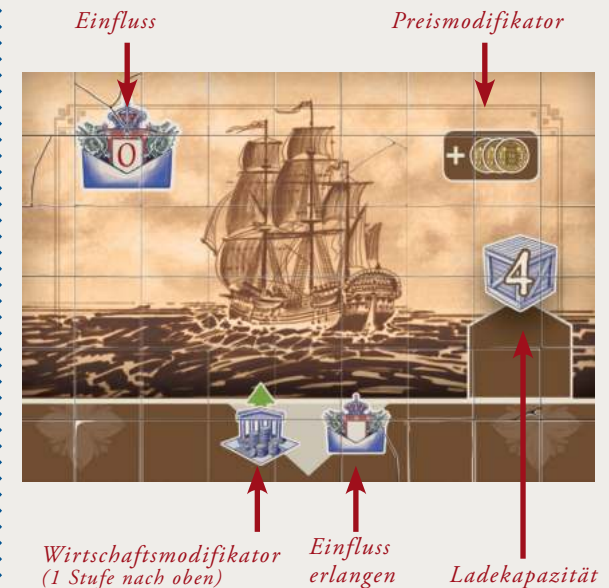 Einfluss
Preismodifikator
0
+
4
Wirtschaftsmodifikator
(1 Stufe nach oben)
Einfluss
erlangen
Ladekapazität